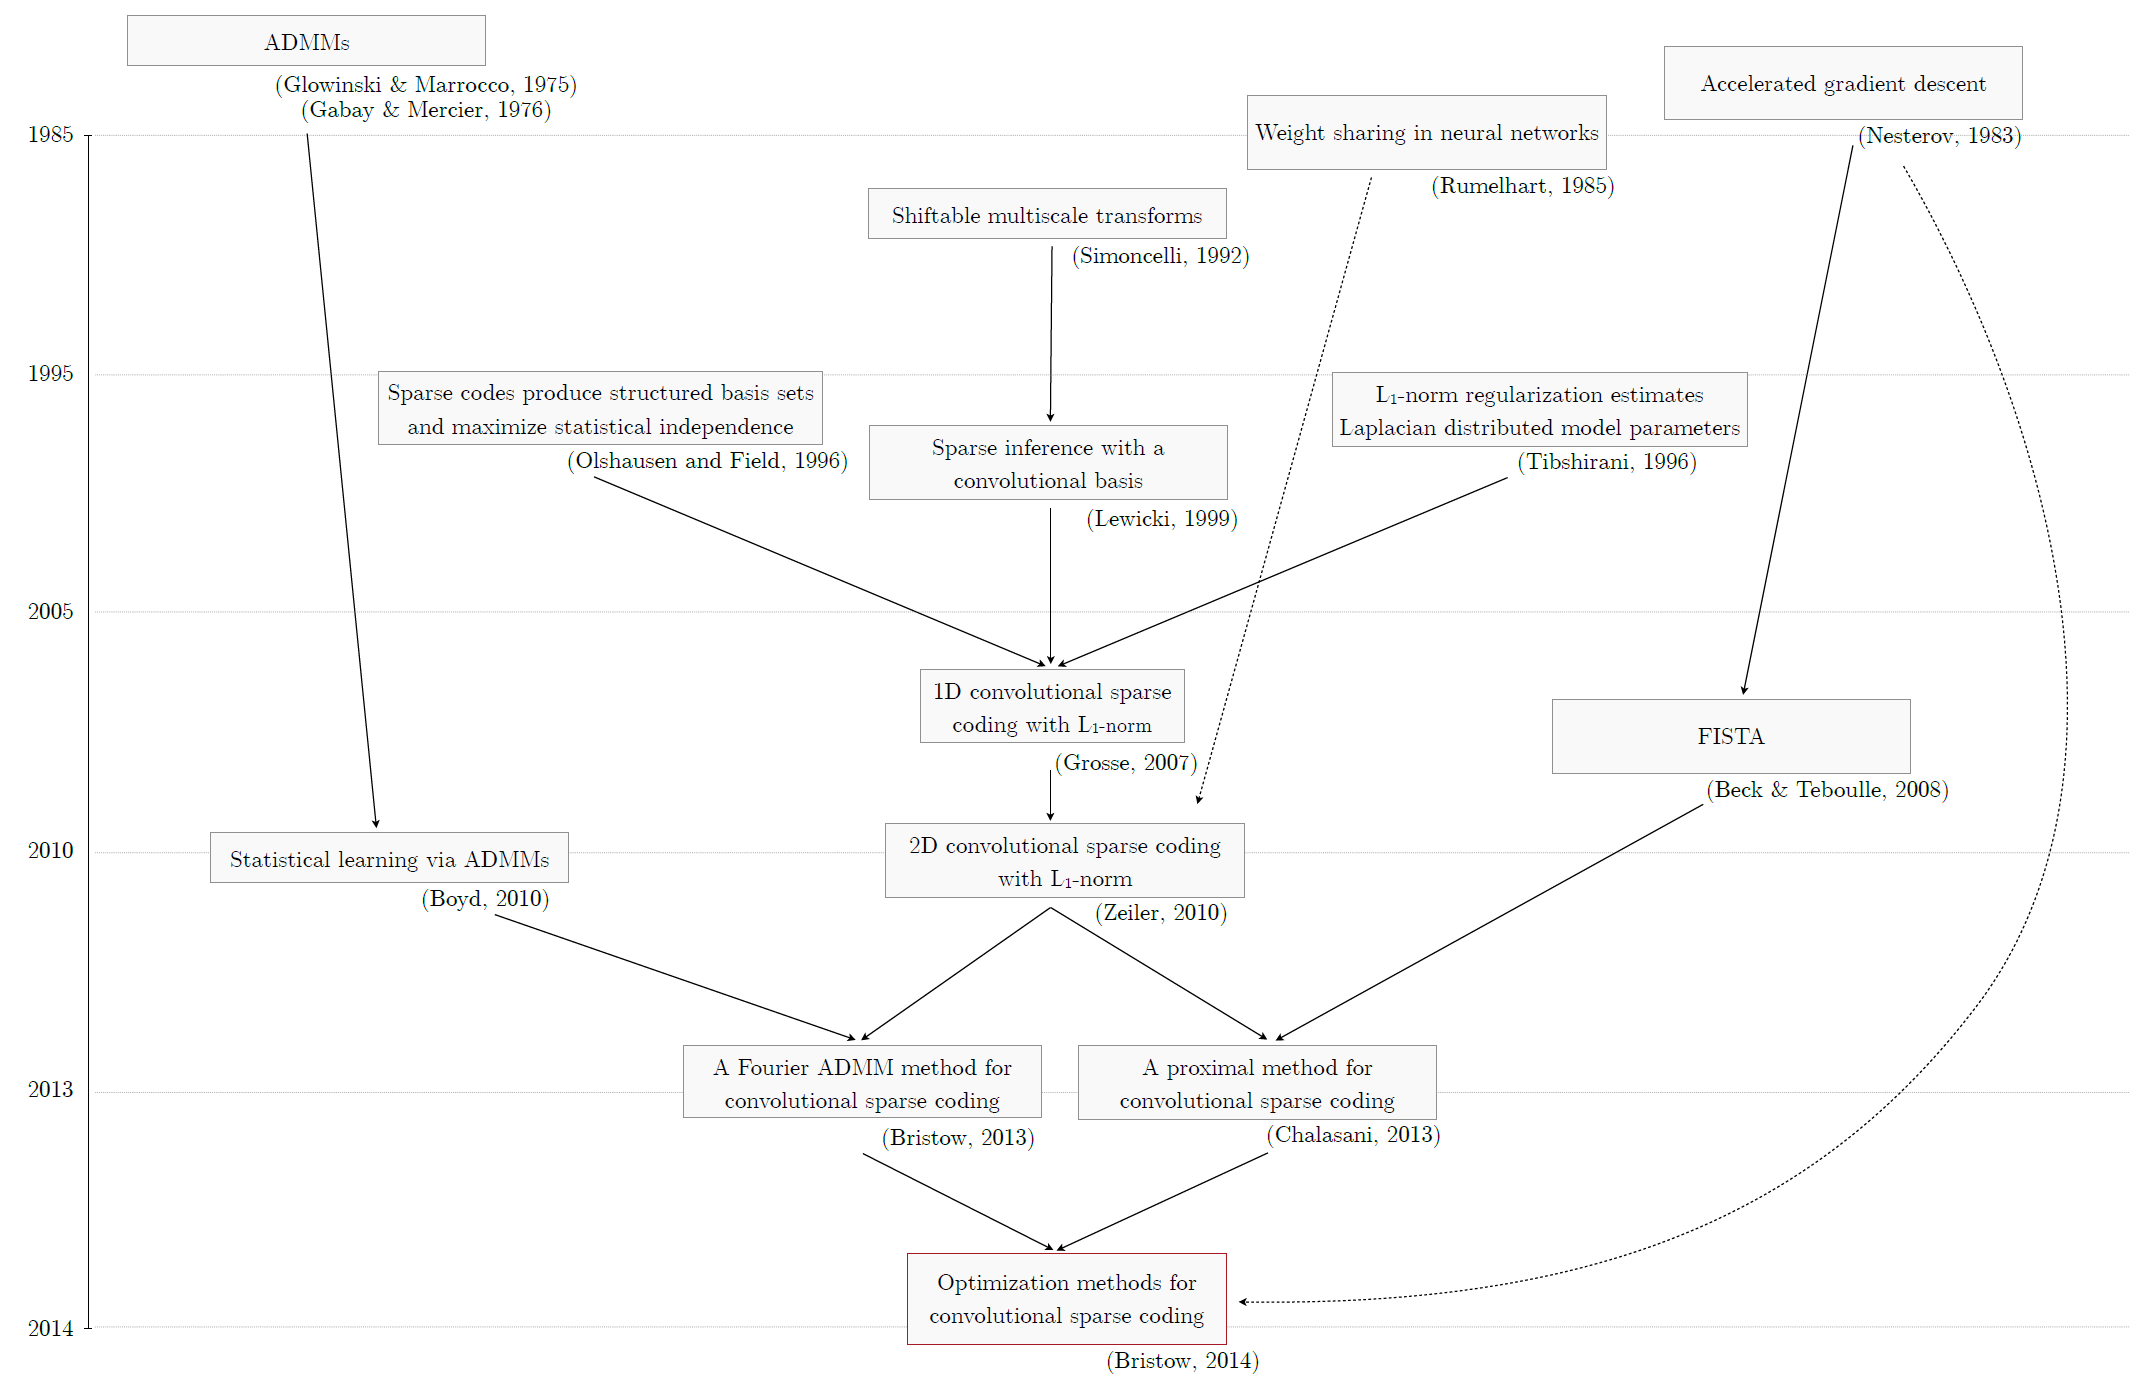 ADMMs
(Glowinski & Marrocco, 1975)
(Gabay & Mercier, 1976)
Accelerated gradient descent
(Nesterov, 1983)
1985
Weight sharing in neural networks
(Rumelhart, 1985)
Shiftable multiscale transforms
(Simoncelli, 1992)
1995
Sparse codes produce structured basis sets
and maximize statistical independence
(Olshausen and Field, 1996)
Sparse inference with a
convolutional basis
(Lewicki, 1999)
L₁-norm regularization estimates
Laplacian distributed model parameters
(Tibshirani, 1996)
2005
1D convolutional sparse
coding with L₁-norm
(Grosse, 2007)
FISTA
(Beck & Teboulle, 2008)
2010
Statistical learning via ADMMs
(Boyd, 2010)
2D convolutional sparse coding
with L₁-norm
(Zeiler, 2010)
2013
A Fourier ADMM method for
convolutional sparse coding
(Bristow, 2013)
A proximal method for
convolutional sparse coding
(Chalasani, 2013)
Optimization methods for
convolutional sparse coding
2014
(Bristow, 2014)